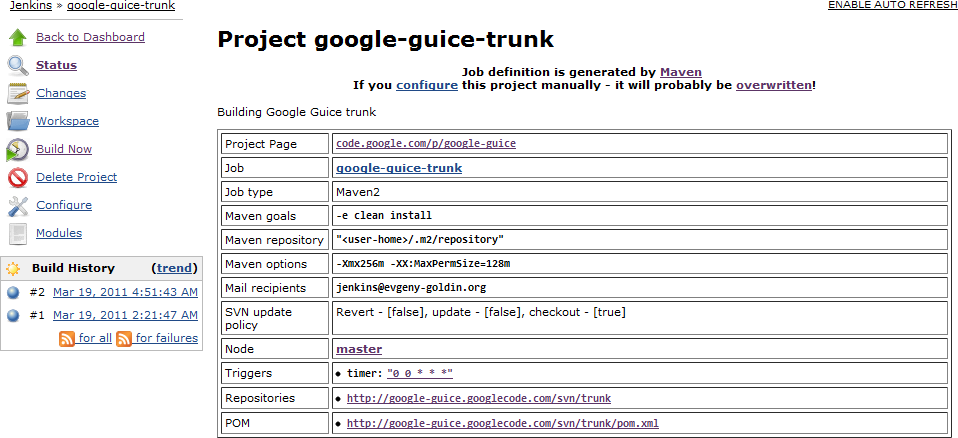 Jenkins » google-guice-trunk
ENABLE AUTO REFRESH
Back to Dashboard
Status
Changes
Workspace
Build Now
Delete Project
Configure
Modules
Build History (trend)
#2 Mar 19, 2011 4:51:43 AM
#1 Mar 19, 2011 2:21:47 AM
for all for failures
Project google-guice-trunk
Job definition is generated by Maven
If you configure this project manually - it will probably be overwritten!
Building Google Guice trunk
Project Page code.google.com/p/google-guice
Job google-guice-trunk
Job type Maven2
Maven goals -e clean install
Maven repository "<user-home>/.m2/repository"
Maven options -Xmx256m -XX:MaxPermSize=128m
Mail recipients jenkins@evgeny-goldin.org
SVN update policy Revert - [false], update - [false], checkout - [true]
Node master
Triggers • timer: "0 0 * * *"
Repositories • http://google-guice.googlecode.com/svn/trunk
POM • http://google-guice.googlecode.com/svn/trunk/pom.xml